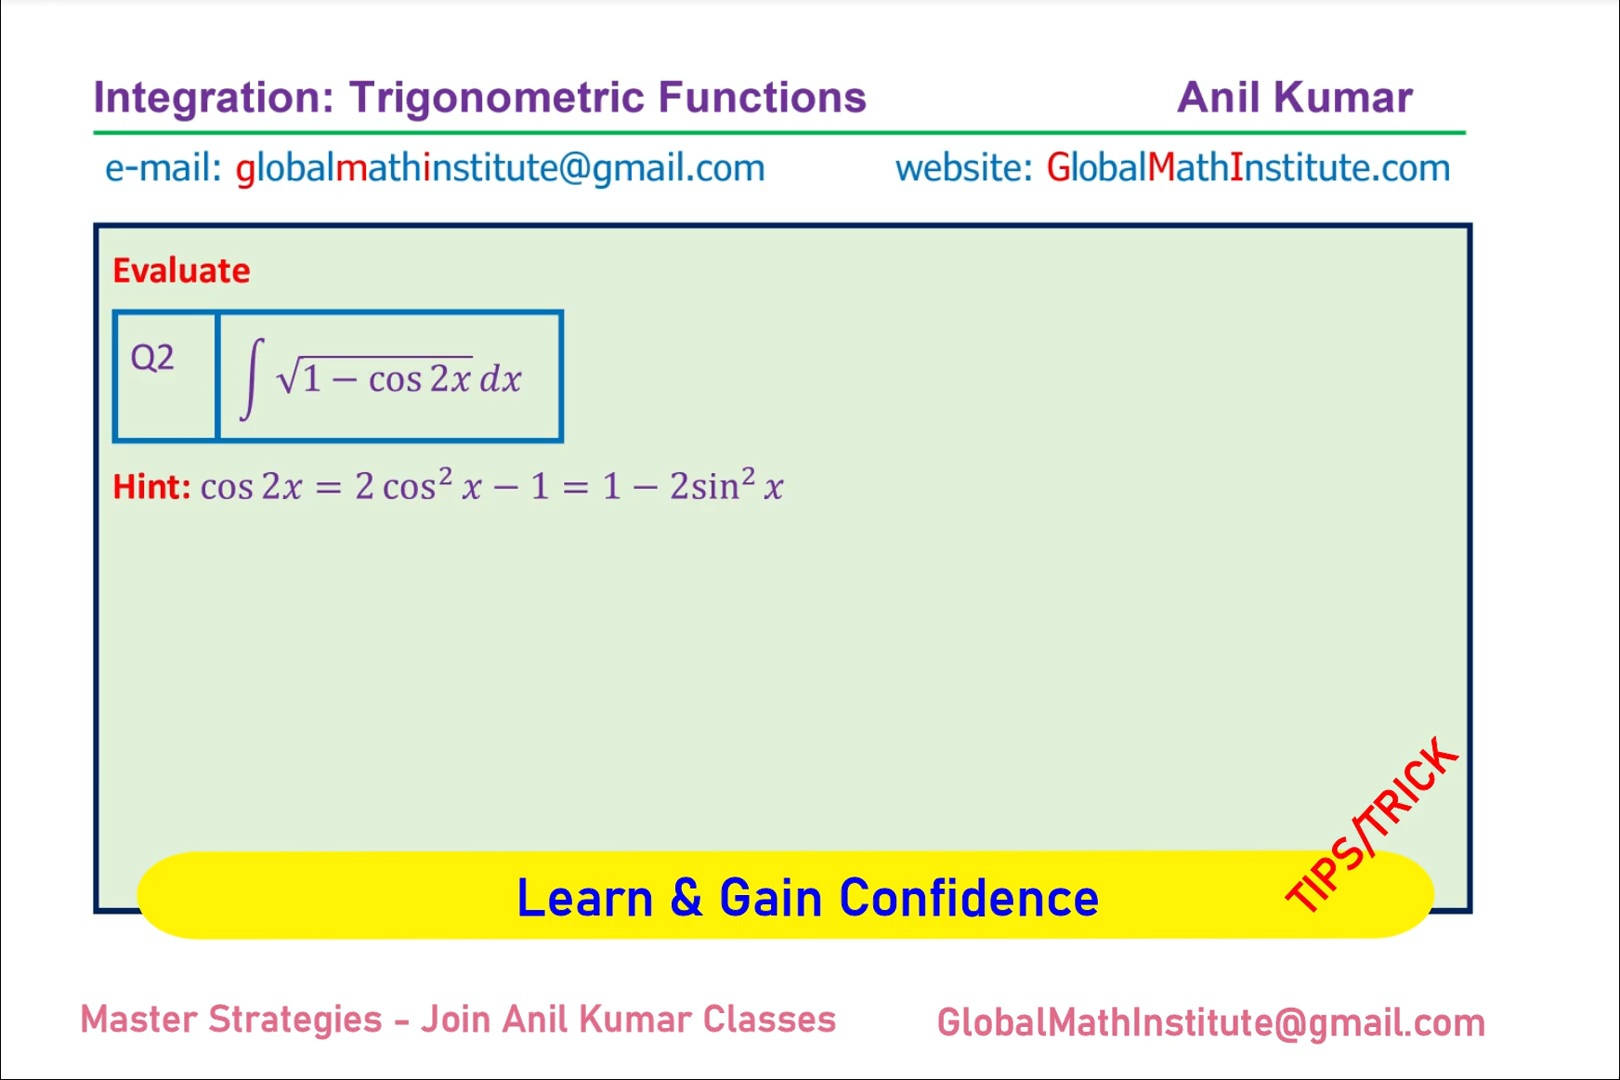 Integration: Trigonometric Functions Anil Kumar
e-mail: globalmathinstitute@gmail.com website: GlobalMathInstitute.com
Evaluate
Q2 ∫ √(1 − cos 2x) dx
Hint: cos 2x = 2 cos² x − 1 = 1 − 2sin² x
TIPS/TRICK
Learn & Gain Confidence
Master Strategies - Join Anil Kumar Classes GlobalMathInstitute@gmail.com